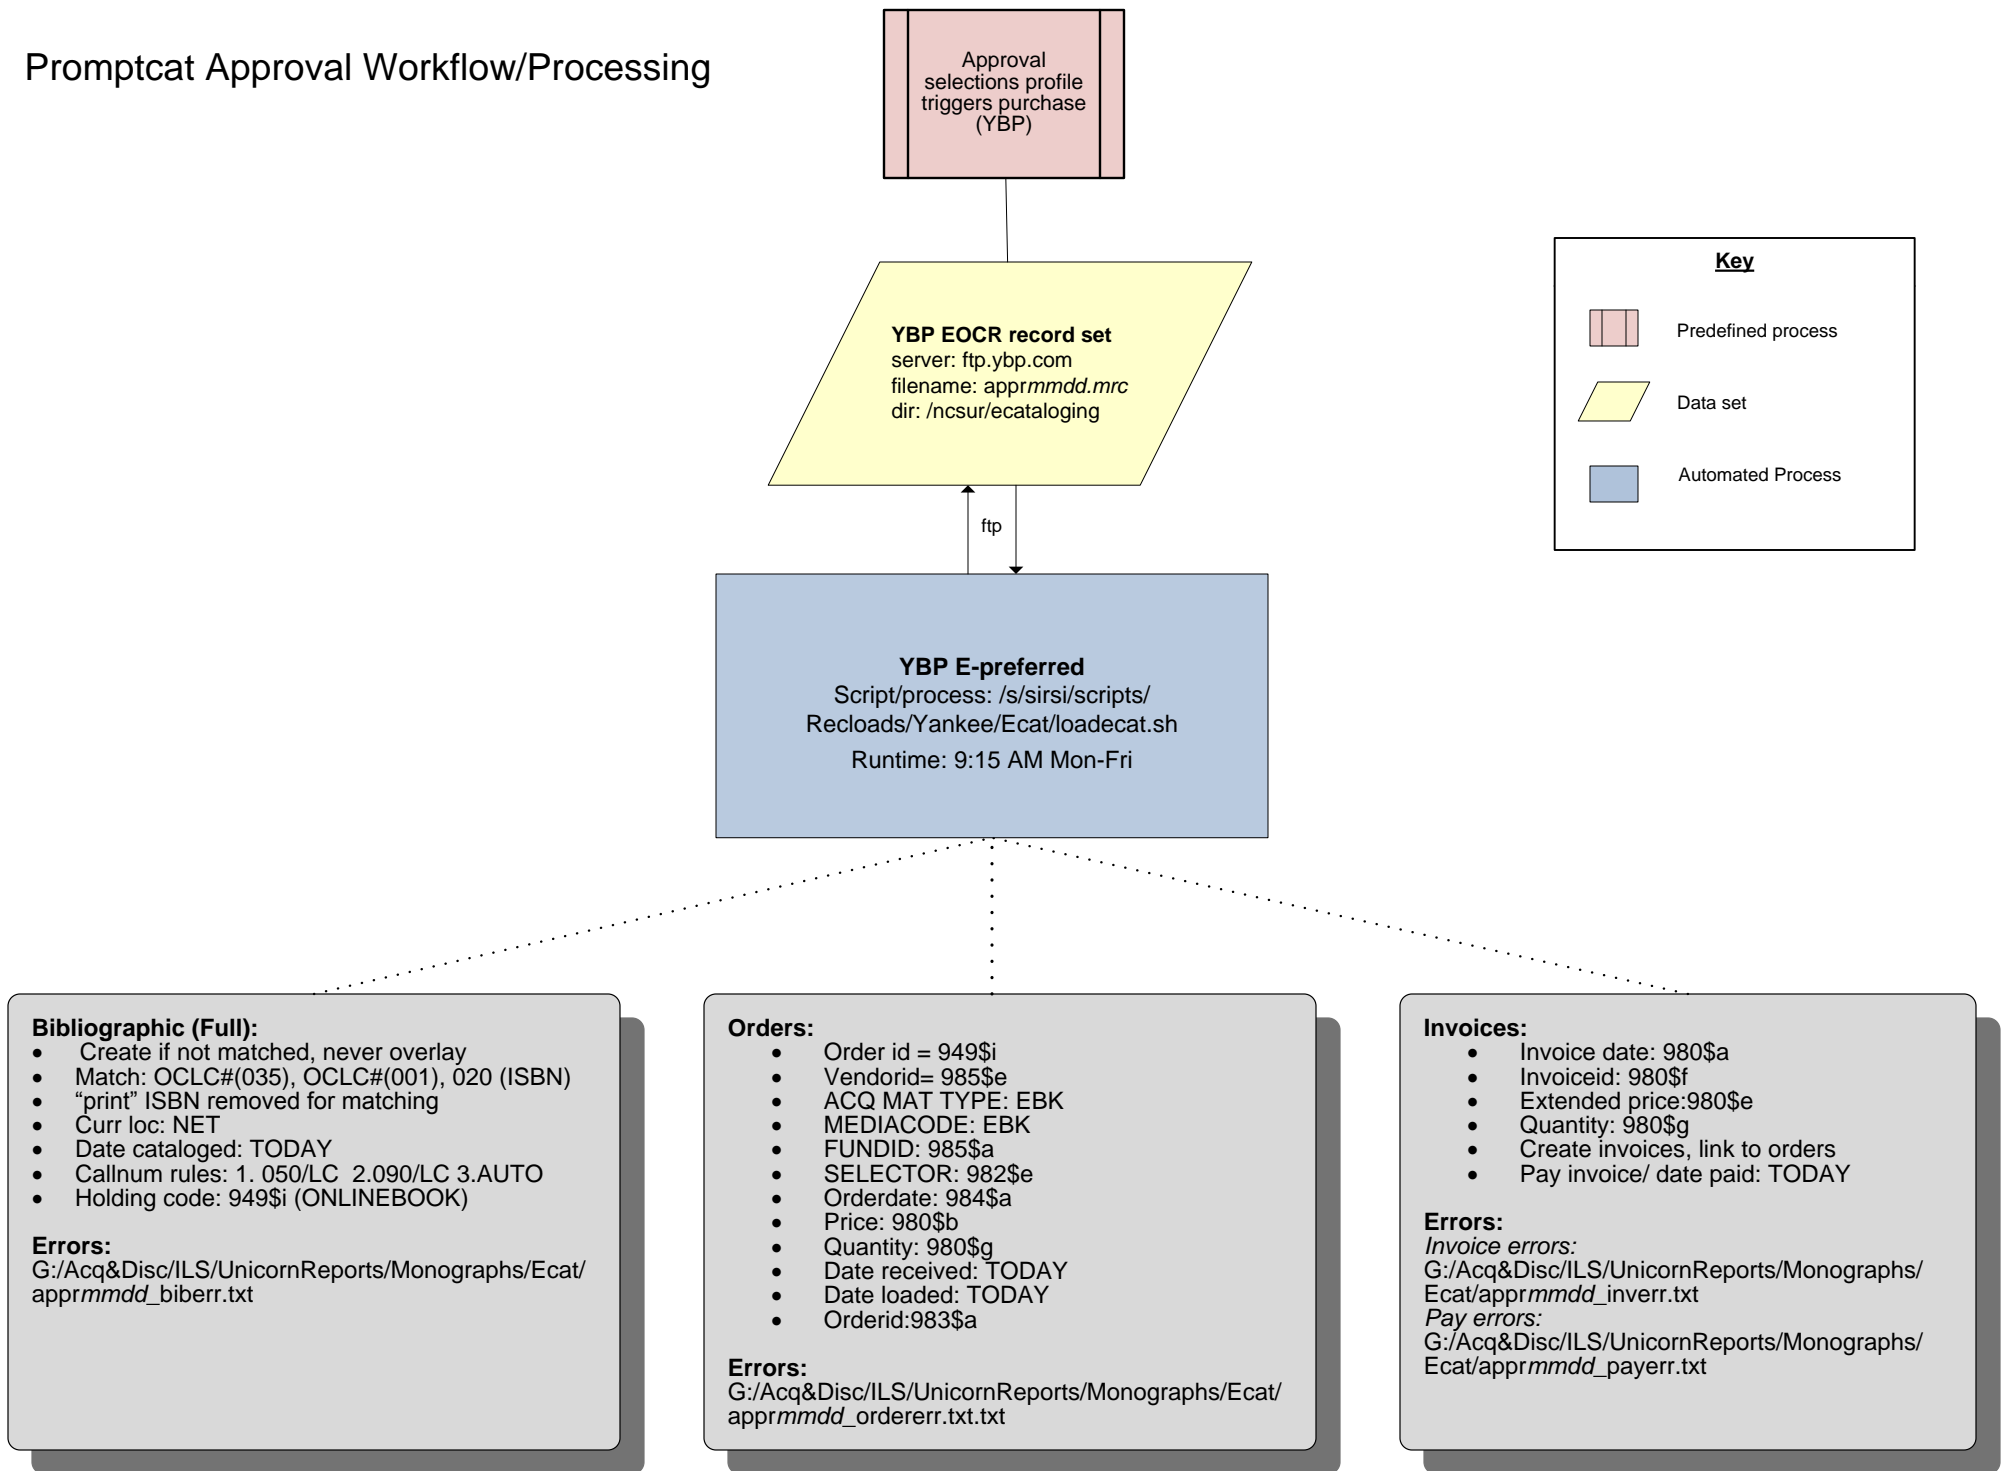 Promptcat Approval Workflow/Processing
Approval
selections profile
triggers purchase
(YBP)
YBP EOCR record set
server: ftp.ybp.com
filename: apprmmdd.mrc
dir: /ncsur/ecataloging
Key
Predefined process
Data set
Automated Process
ftp
YBP E-preferred
Script/process: /s/sirsi/scripts/
Recloads/Yankee/Ecat/loadecat.sh
Runtime: 9:15 AM Mon-Fri
Bibliographic (Full):
• Create if not matched, never overlay
• Match: OCLC#(035), OCLC#(001), 020 (ISBN)
• “print” ISBN removed for matching
• Curr loc: NET
• Date cataloged: TODAY
• Callnum rules: 1. 050/LC 2.090/LC 3.AUTO
• Holding code: 949$i (ONLINEBOOK)
Errors:
G:/Acq&Disc/ILS/UnicornReports/Monographs/Ecat/
apprmmdd_biberr.txt
Orders:
• Order id = 949$i
• Vendorid= 985$e
• ACQ MAT TYPE: EBK
• MEDIACODE: EBK
• FUNDID: 985$a
• SELECTOR: 982$e
• Orderdate: 984$a
• Price: 980$b
• Quantity: 980$g
• Date received: TODAY
• Date loaded: TODAY
• Orderid:983$a
Errors:
G:/Acq&Disc/ILS/UnicornReports/Monographs/Ecat/
apprmmdd_ordererr.txt.txt
Invoices:
• Invoice date: 980$a
• Invoiceid: 980$f
• Extended price:980$e
• Quantity: 980$g
• Create invoices, link to orders
• Pay invoice/ date paid: TODAY
Errors:
Invoice errors:
G:/Acq&Disc/ILS/UnicornReports/Monographs/
Ecat/apprmmdd_inverr.txt
Pay errors:
G:/Acq&Disc/ILS/UnicornReports/Monographs/
Ecat/apprmmdd_payerr.txt